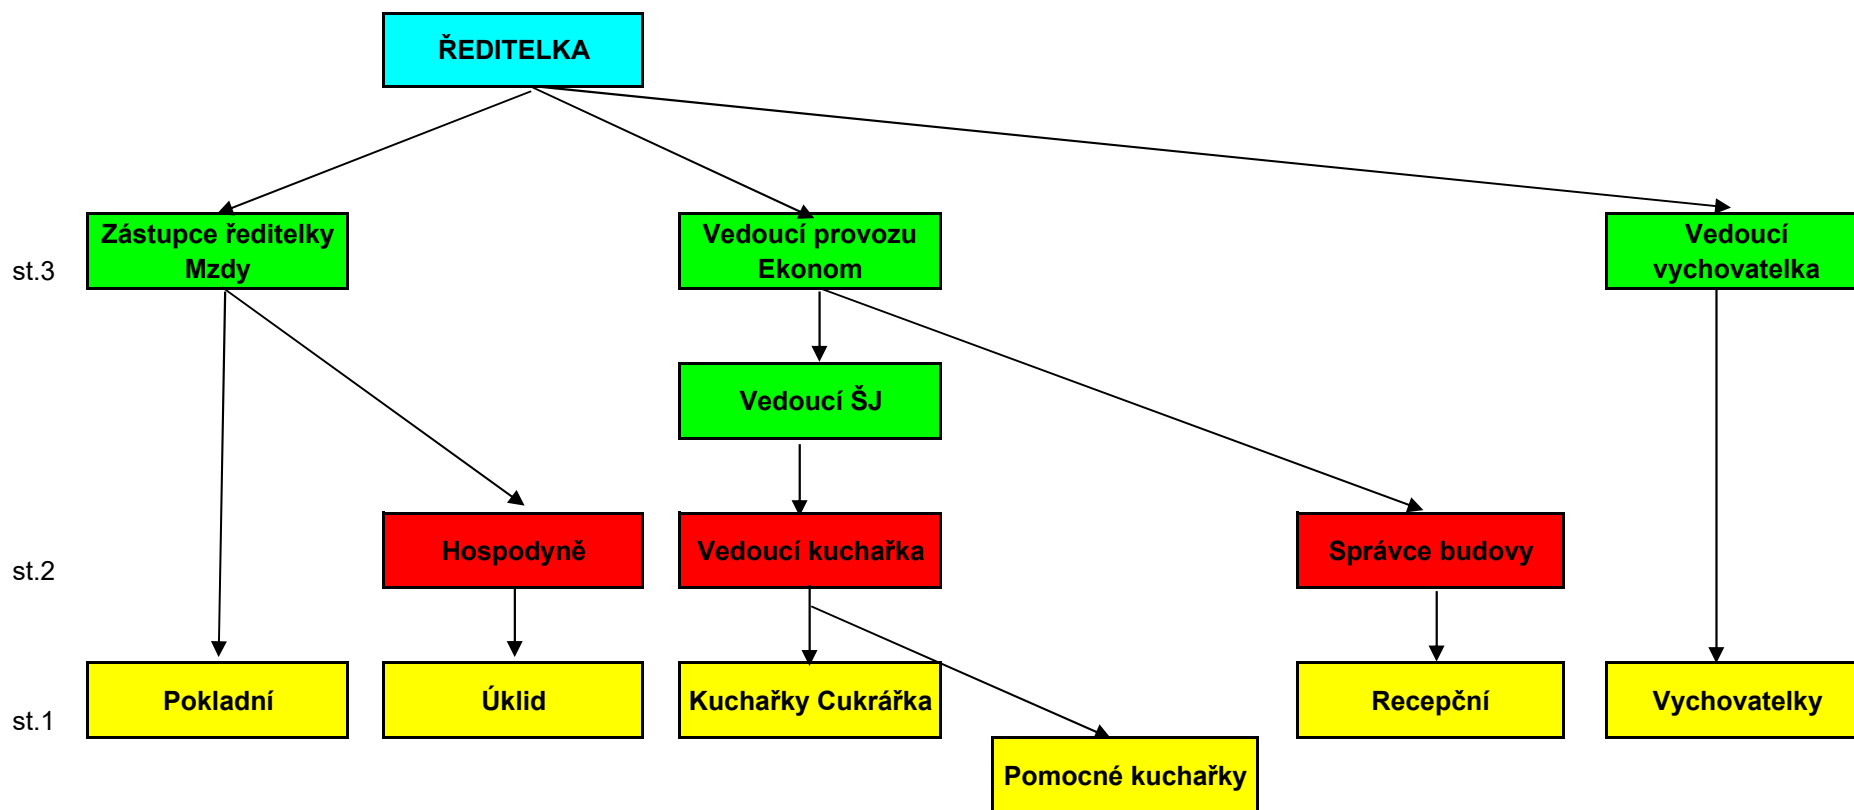 ŘEDITELKA
Zástupce ředitelky
Mzdy
Vedoucí provozu
Ekonom
Vedoucí
vychovatelka
st.3
Vedoucí ŠJ
Hospodyně
Vedoucí kuchařka
Správce budovy
st.2
Pokladní
Úklid
Kuchařky Cukrářka
Recepční
Vychovatelky
st.1
Pomocné kuchařky